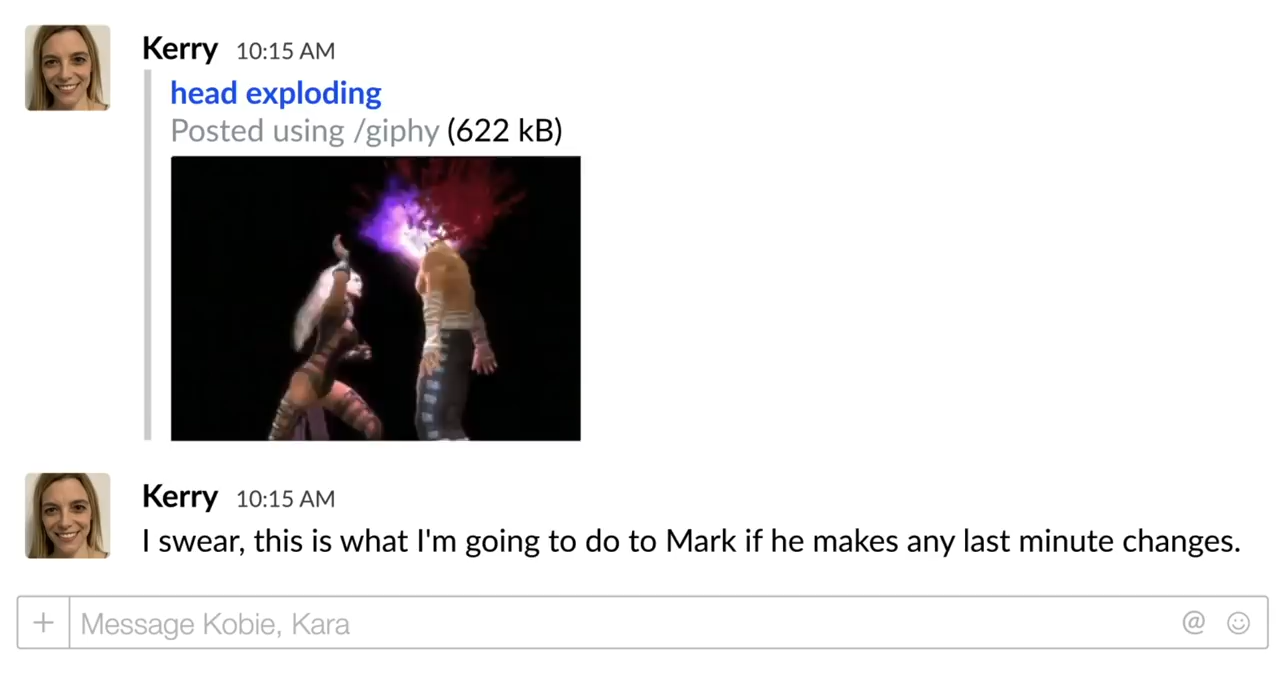 Kerry 10:15 AM
head exploding
Posted using /giphy (622 kB)
Kerry 10:15 AM
I swear, this is what I'm going to do to Mark if he makes any last minute changes.
+ Message Kobie, Kara @